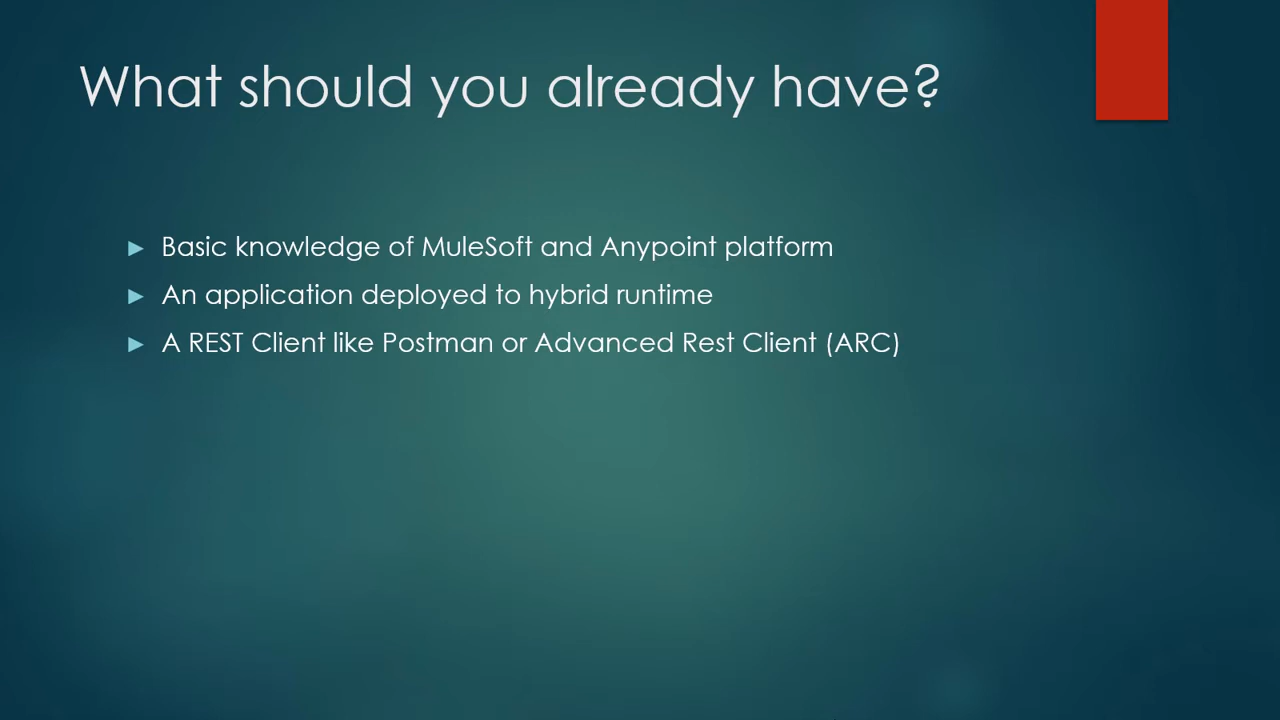 What should you already have?
Basic knowledge of MuleSoft and Anypoint platform
An application deployed to hybrid runtime
A REST Client like Postman or Advanced Rest Client (ARC)